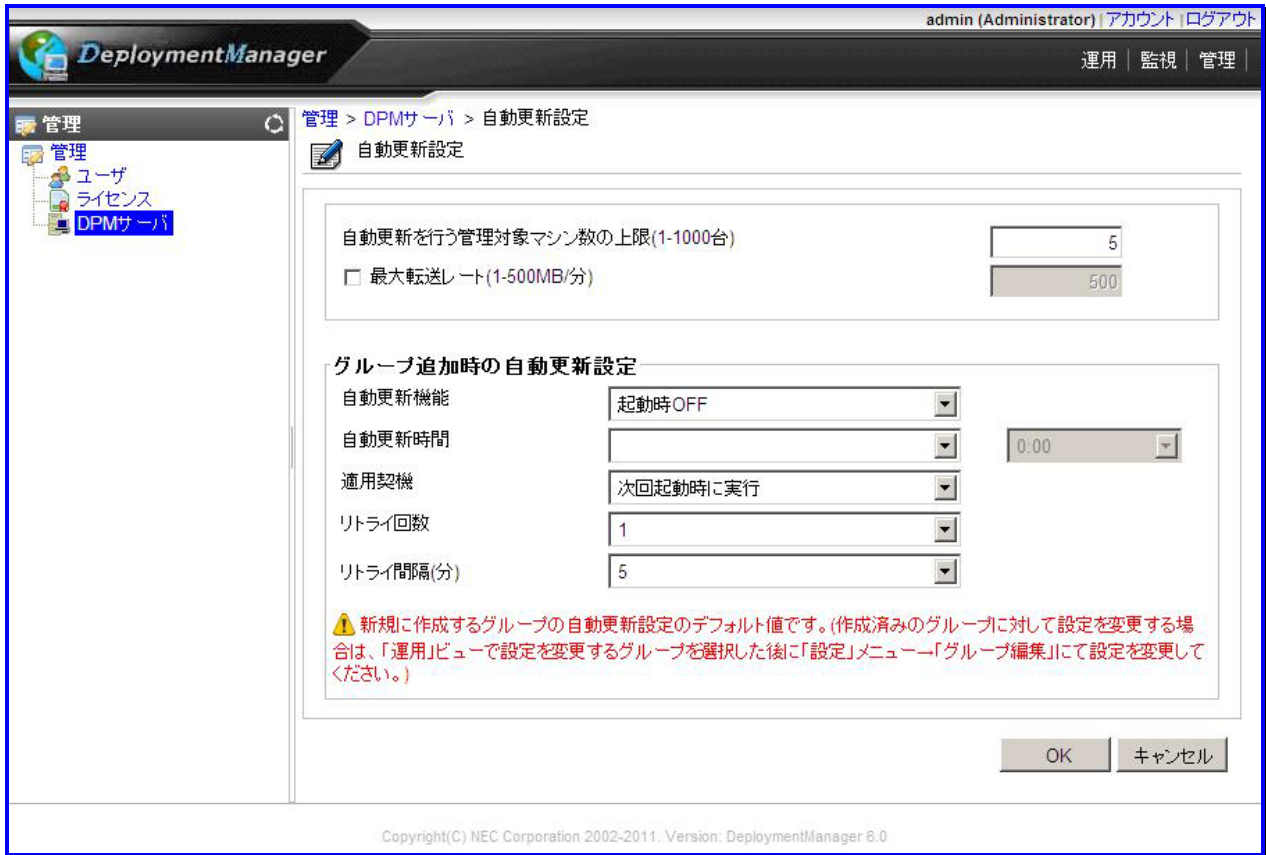 admin (Administrator) | アカウント | ログアウト
DeploymentManager
運用 | 監視 | 管理 |
管理
管理
ユーザ
ライセンス
DPMサーバ
管理 > DPMサーバ > 自動更新設定
自動更新設定
自動更新を行う管理対象マシン数の上限(1-1000台) 5
最大転送レート(1-500MB/分) 500
グループ追加時の自動更新設定
自動更新機能 起動時OFF
自動更新時間 0:00
適用契機 次回起動時に実行
リトライ回数 1
リトライ間隔(分) 5
新規に作成するグループの自動更新設定のデフォルト値です。(作成済みのグループに対して設定を変更する場
合は、「運用」ビューで設定を変更するグループを選択した後に「設定」メニュー→「グループ編集」にて設定を変更して
ください。)
OK キャンセル
Copyright(C) NEC Corporation 2002-2011. Version: DeploymentManager 6.0